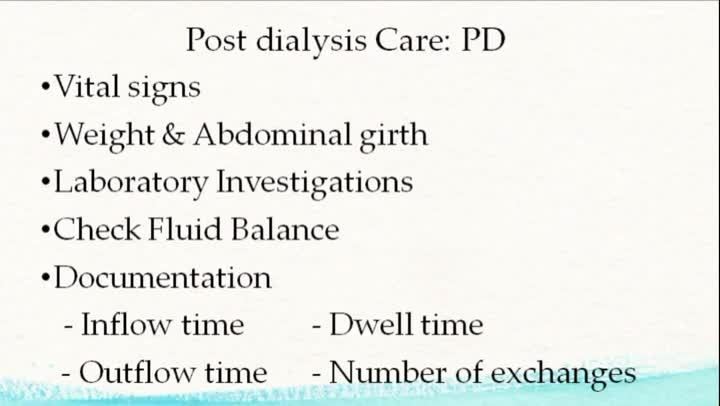 Post dialysis Care: PD
•Vital signs
•Weight & Abdominal girth
•Laboratory Investigations
•Check Fluid Balance
•Documentation
- Inflow time - Dwell time
- Outflow time - Number of exchanges